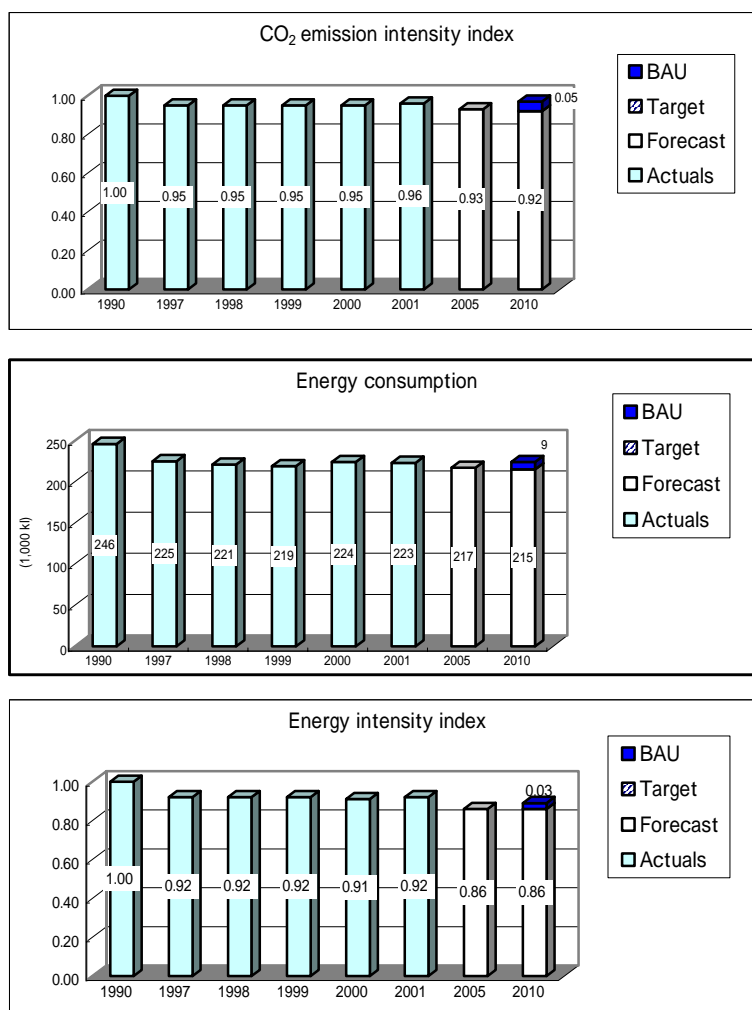 CO₂ emission intensity index
BAU
Target
Forecast
Actuals
0.05
1.00
0.80
0.60
0.40
0.20
0.00
1.00 0.95 0.95 0.95 0.95 0.96 0.93 0.92
1990 1997 1998 1999 2000 2001 2005 2010
Energy consumption
BAU
Target
Forecast
Actuals
9
(1,000 kl)
250
200
150
100
50
0
246 225 221 219 224 223 217 215
1990 1997 1998 1999 2000 2001 2005 2010
Energy intensity index
BAU
Target
Forecast
Actuals
0.03
1.00
0.80
0.60
0.40
0.20
0.00
1.00 0.92 0.92 0.92 0.91 0.92 0.86 0.86
1990 1997 1998 1999 2000 2001 2005 2010